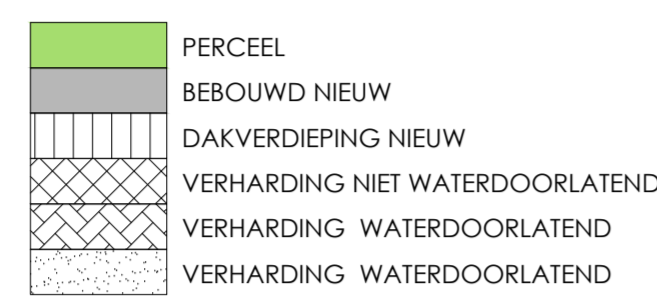 PERCEEL
BEBOUWD NIEUW
DAKVERDIEPING NIEUW
VERHARDING NIET WATERDOORLATEND
VERHARDING WATERDOORLATEND
VERHARDING WATERDOORLATEND